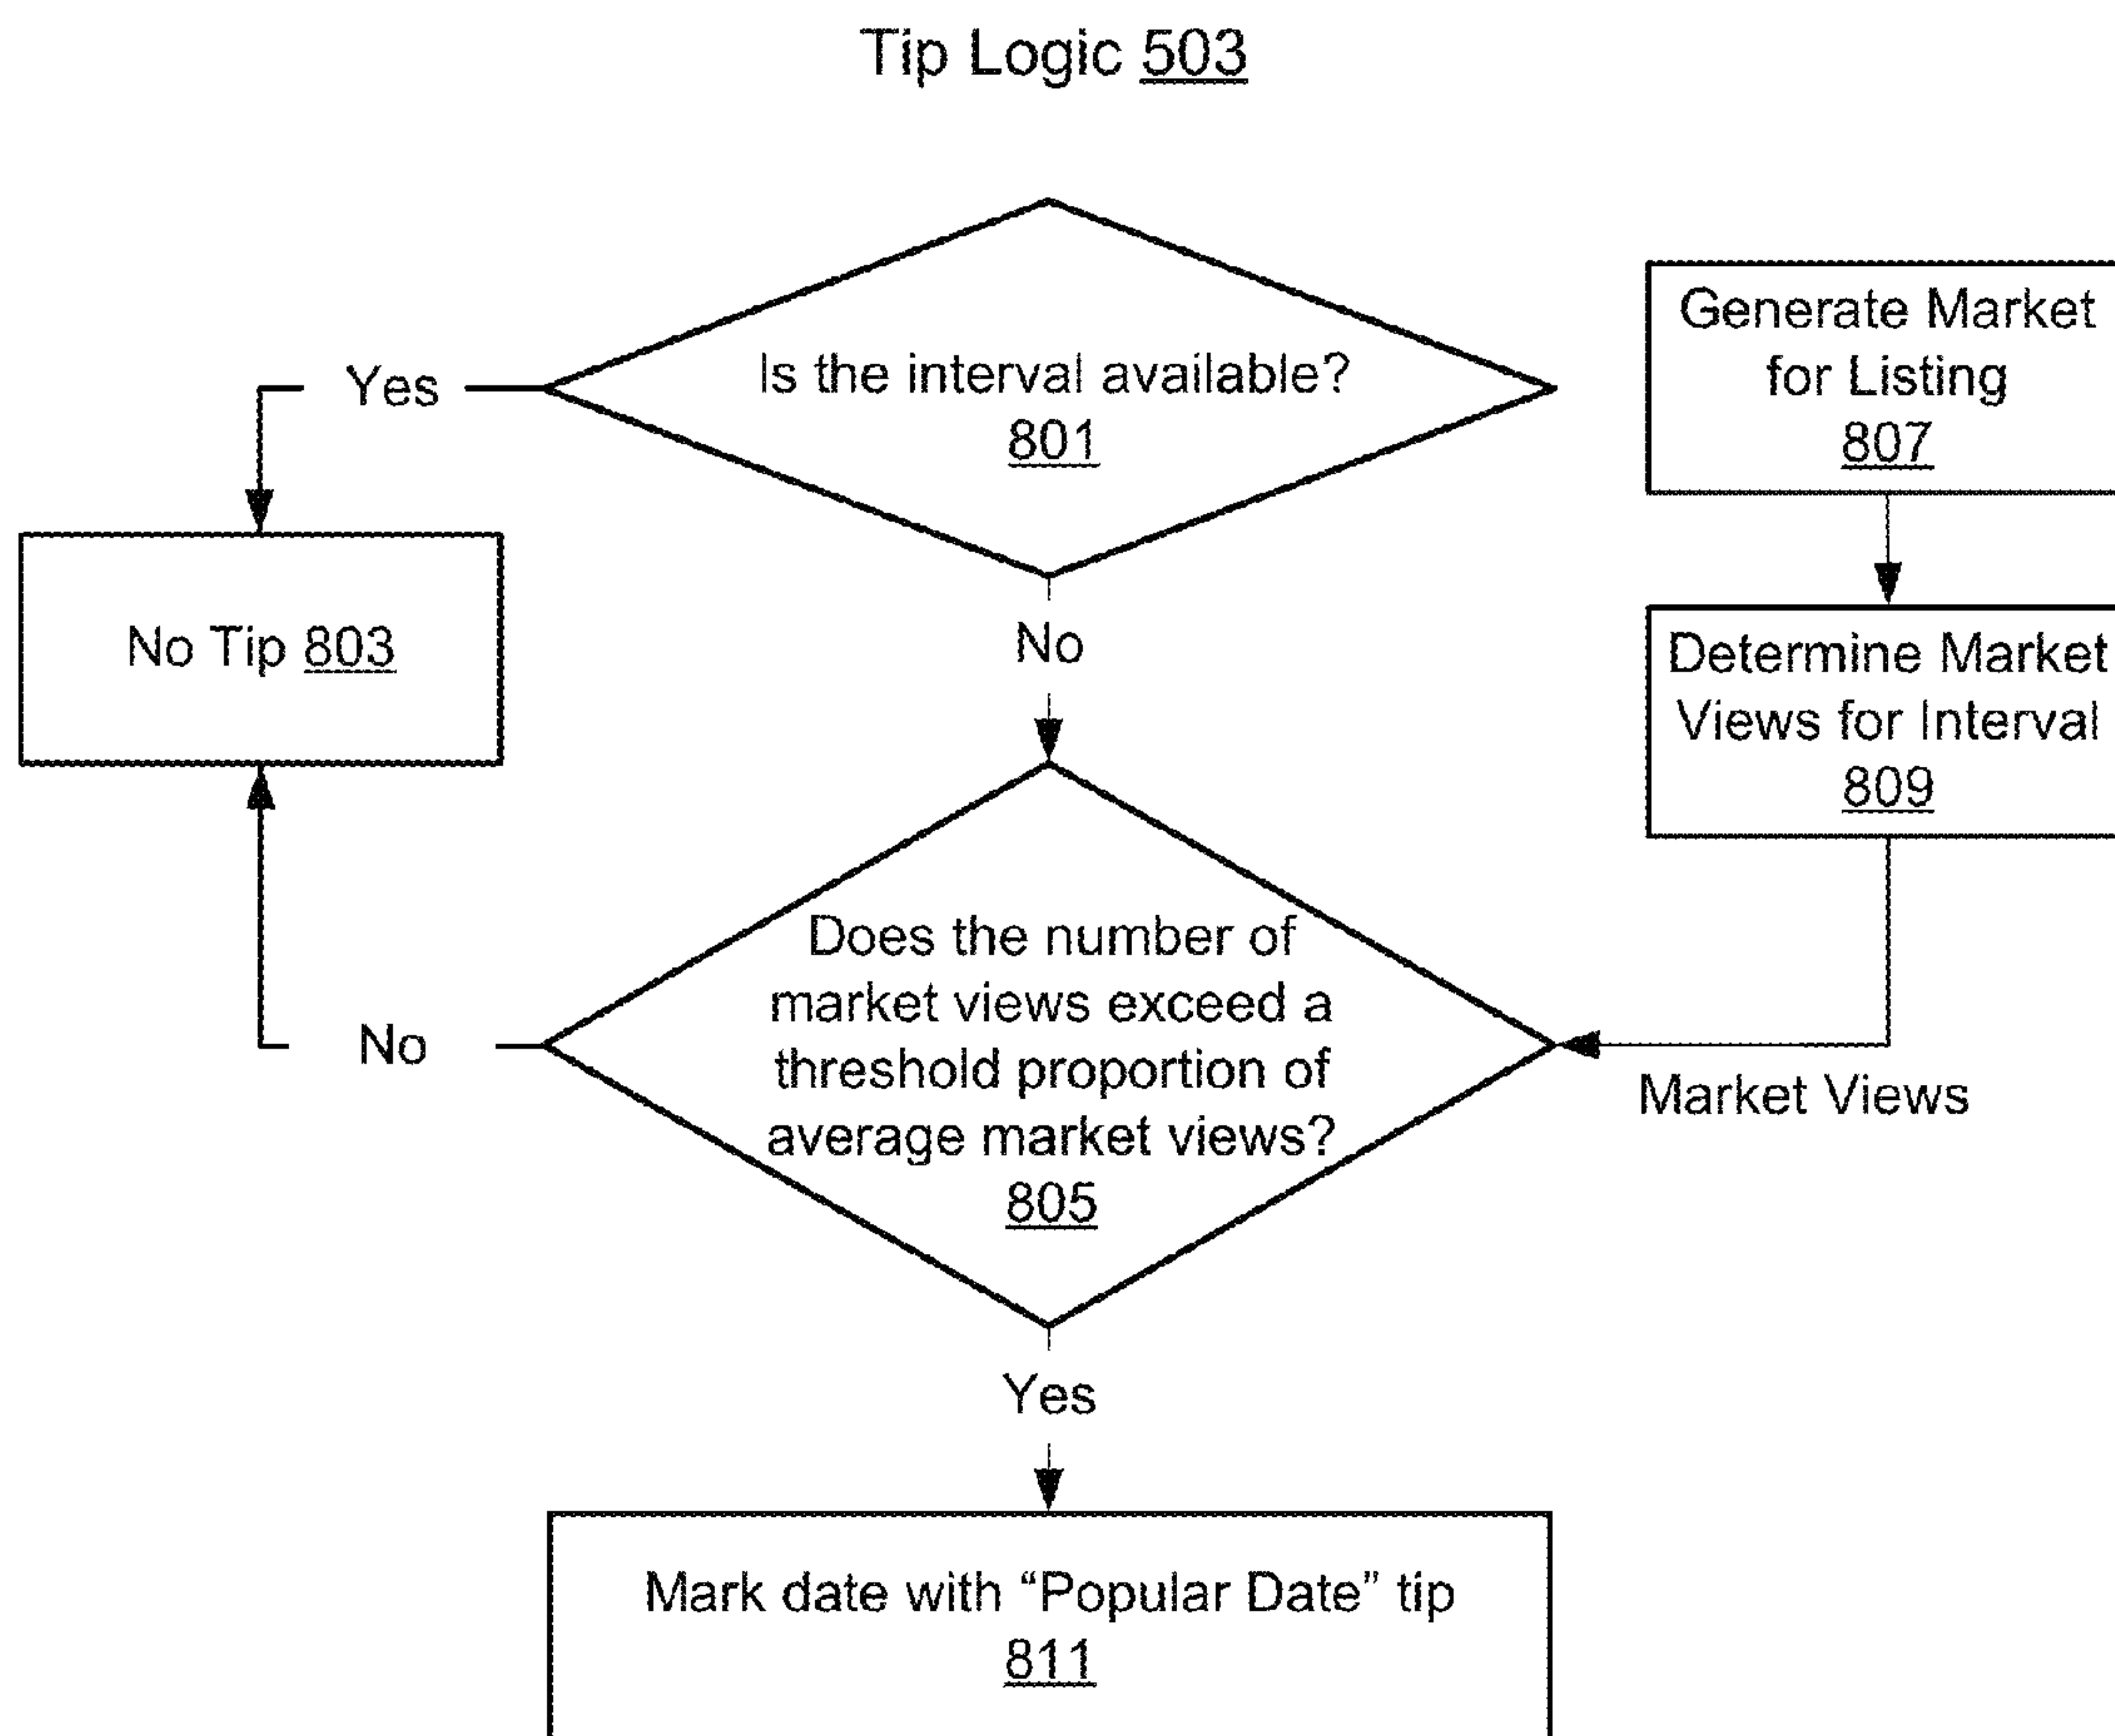 Tip Logic 503
Is the interval available?
801
Yes
No
No Tip 803
Generate Market
for Listing
807
Determine Market
Views for Interval
809
Does the number of
market views exceed a
threshold proportion of
average market views?
805
No
Market Views
Yes
Mark date with “Popular Date” tip
811